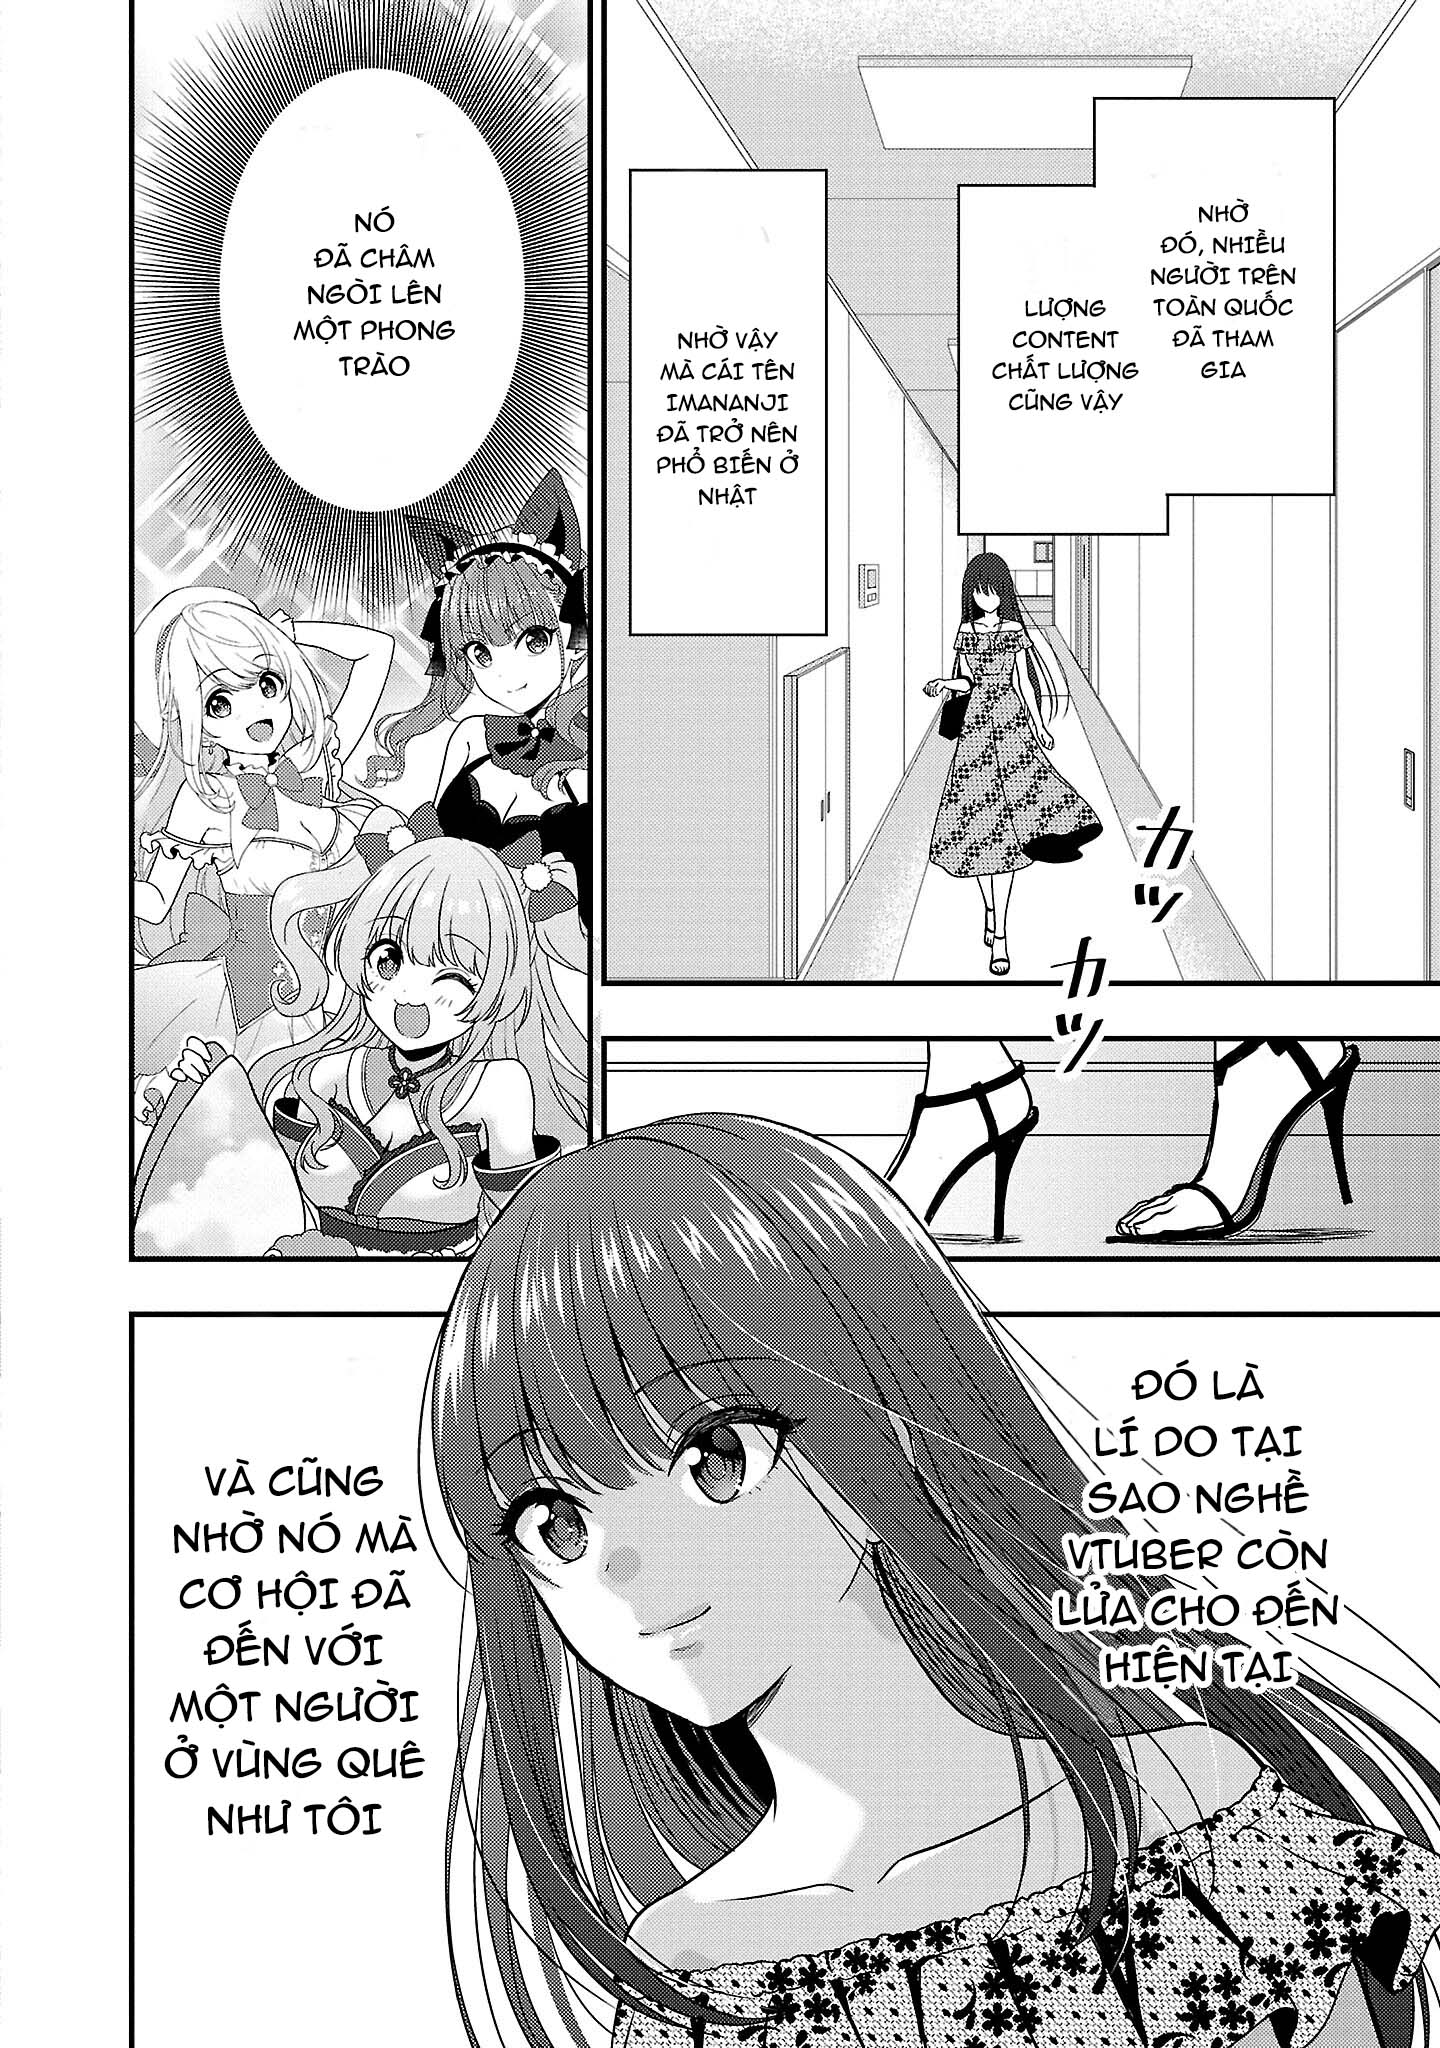 NHỜ
ĐÓ, NHIỀU
NGƯỜI TRÊN
TOÀN QUỐC
ĐÃ THAM
GIA
LƯỢNG
CONTENT
CHẤT LƯỢNG
CŨNG VẬY
NHỜ VẬY
MÀ CÁI TÊN
IMANANJI
ĐÃ TRỞ NÊN
PHỔ BIẾN Ở
NHẬT
カッ
カッ
NÓ
ĐÃ CHÂM
NGÒI LÊN
MỘT PHONG
TRÀO
ĐÓ LÀ
LÍ DO TẠI
SAO NGHỀ
VTUBER CÒN
LỬA CHO ĐẾN
HIỆN TẠI
VÀ CŨNG
NHỜ NÓ MÀ
CƠ HỘI ĐÃ
ĐẾN VỚI
MỘT NGƯỜI
Ở VÙNG QUÊ
NHƯ TÔI